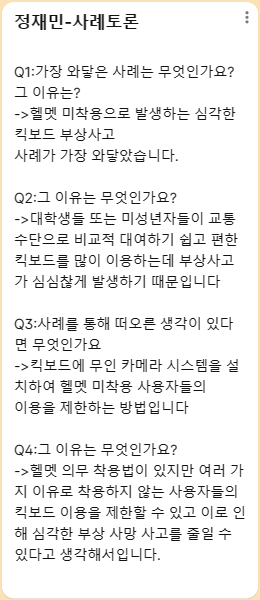 정재민-사례토론
Q1:가장 와닿은 사례는 무엇인가요?
그 이유는?
->헬멧 미착용으로 발생하는 심각한
킥보드 부상사고
사례가 가장 와닿았습니다.
Q2:그 이유는 무엇인가요?
->대학생들 또는 미성년자들이 교통
수단으로 비교적 대여하기 쉽고 편한
킥보드를 많이 이용하는데 부상사고
가 심심찮게 발생하기 때문입니다
Q3:사례를 통해 떠오른 생각이 있다
면 무엇인가요
->킥보드에 무인 카메라 시스템을 설
치하여 헬멧 미착용 사용자들의
이용을 제한하는 방법입니다
Q4:그 이유는 무엇인가요?
->헬멧 의무 착용법이 있지만 여러 가
지 이유로 착용하지 않는 사용자들의
킥보드 이용을 제한할 수 있고 이로 인
해 심각한 부상 사망 사고를 줄일 수
있다고 생각해서입니다.